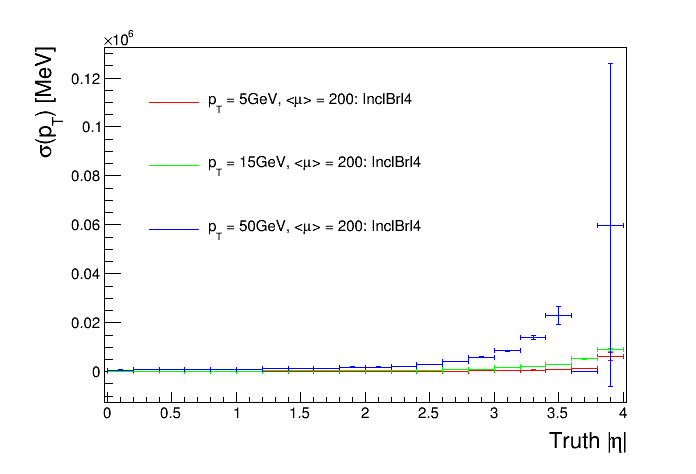 ×10⁶
σ(p_T) [MeV]
0.12
0.1
0.08
0.06
0.04
0.02
0
p_T = 5GeV, <μ> = 200: InclBrl4
p_T = 15GeV, <μ> = 200: InclBrl4
p_T = 50GeV, <μ> = 200: InclBrl4
0 0.5 1 1.5 2 2.5 3 3.5 4
Truth |η|